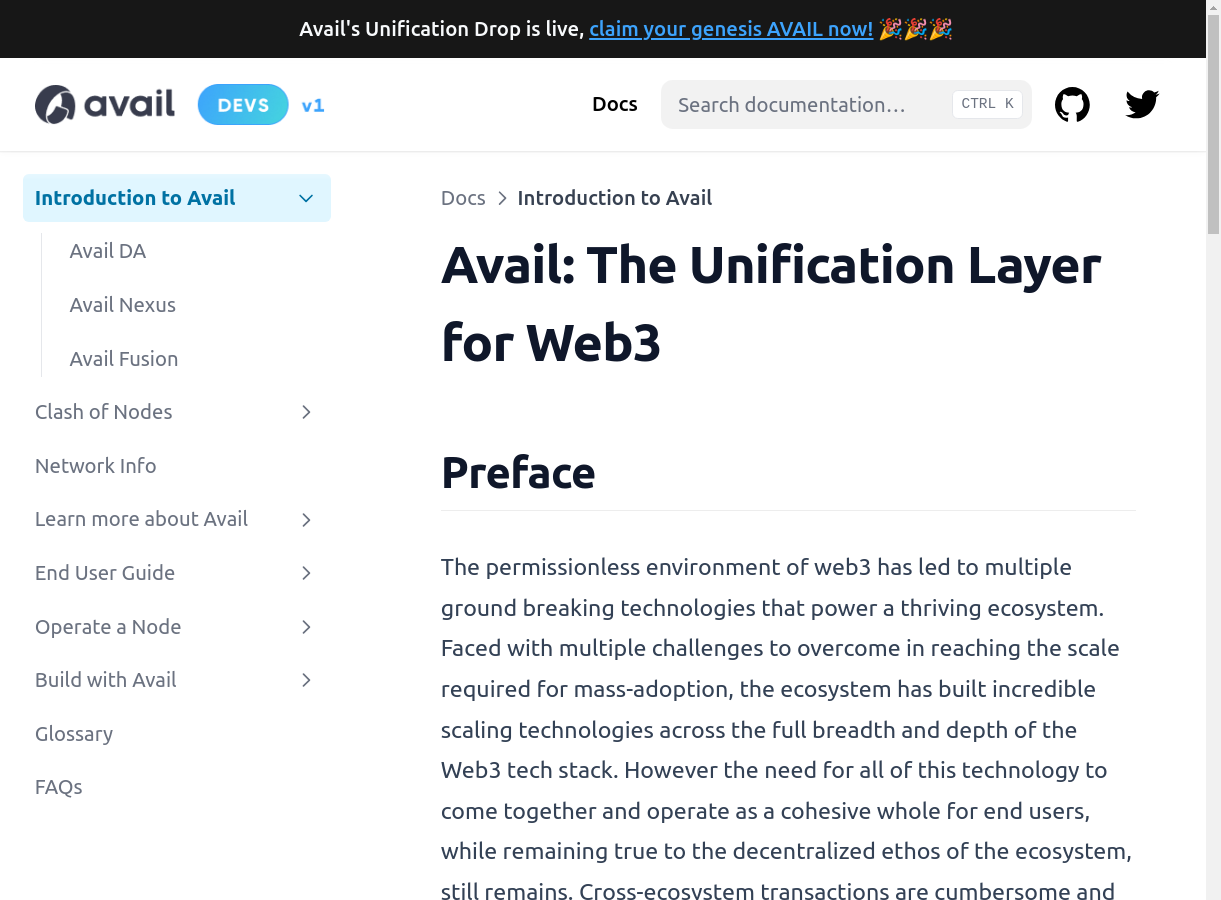 Avail's Unification Drop is live, claim your genesis AVAIL now! 🎉🎉🎉
avail DEVS v1
Docs
Search documentation…
CTRL K
Introduction to Avail
Avail DA
Avail Nexus
Avail Fusion
Clash of Nodes
Network Info
Learn more about Avail
End User Guide
Operate a Node
Build with Avail
Glossary
FAQs
Docs > Introduction to Avail
Avail: The Unification Layer
for Web3
Preface
The permissionless environment of web3 has led to multiple
ground breaking technologies that power a thriving ecosystem.
Faced with multiple challenges to overcome in reaching the scale
required for mass-adoption, the ecosystem has built incredible
scaling technologies across the full breadth and depth of the
Web3 tech stack. However the need for all of this technology to
come together and operate as a cohesive whole for end users,
while remaining true to the decentralized ethos of the ecosystem,
still remains. Cross-ecosystem transactions are cumbersome and